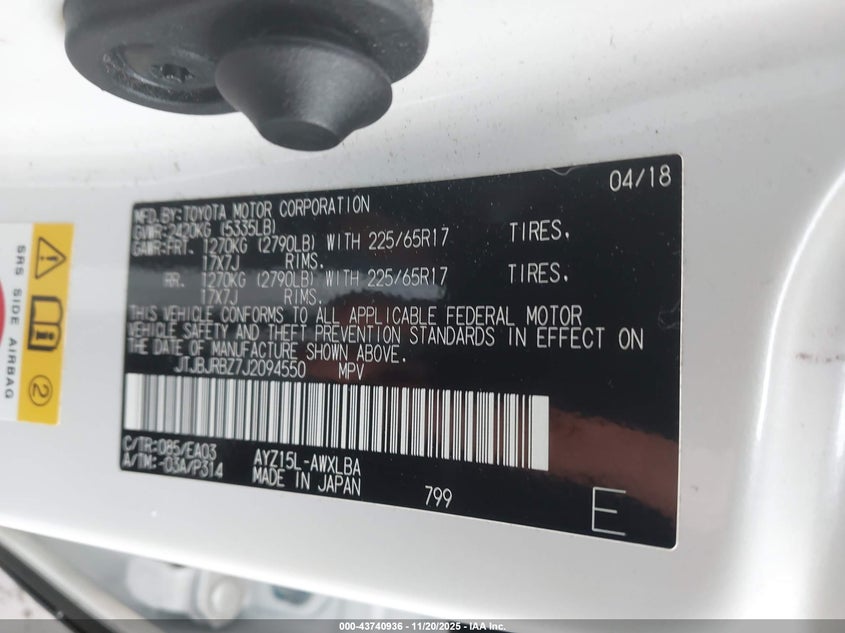 04/18
MFD. BY: TOYOTA MOTOR CORPORATION
GVWR: 2420KG (5335LB)
GAWR: FRT. 1270KG (2790LB) WITH 225/65R17 TIRES,
17X7J RIMS.
RR. 1270KG (2790LB) WITH 225/65R17 TIRES,
17X7J RIMS.
THIS VEHICLE CONFORMS TO ALL APPLICABLE FEDERAL MOTOR
VEHICLE SAFETY AND THEFT PREVENTION STANDARDS IN EFFECT ON
THE DATE OF MANUFACTURE SHOWN ABOVE.
JTJBJRBZ7J2094550 MPV
C/TR: 085/EA03 AYZ15L-AWXLBA
A/TM: -03A/P314 MADE IN JAPAN 799 E
SRS SIDE AIRBAG
2
000-43740936 - 11/20/2025 - IAA Inc.